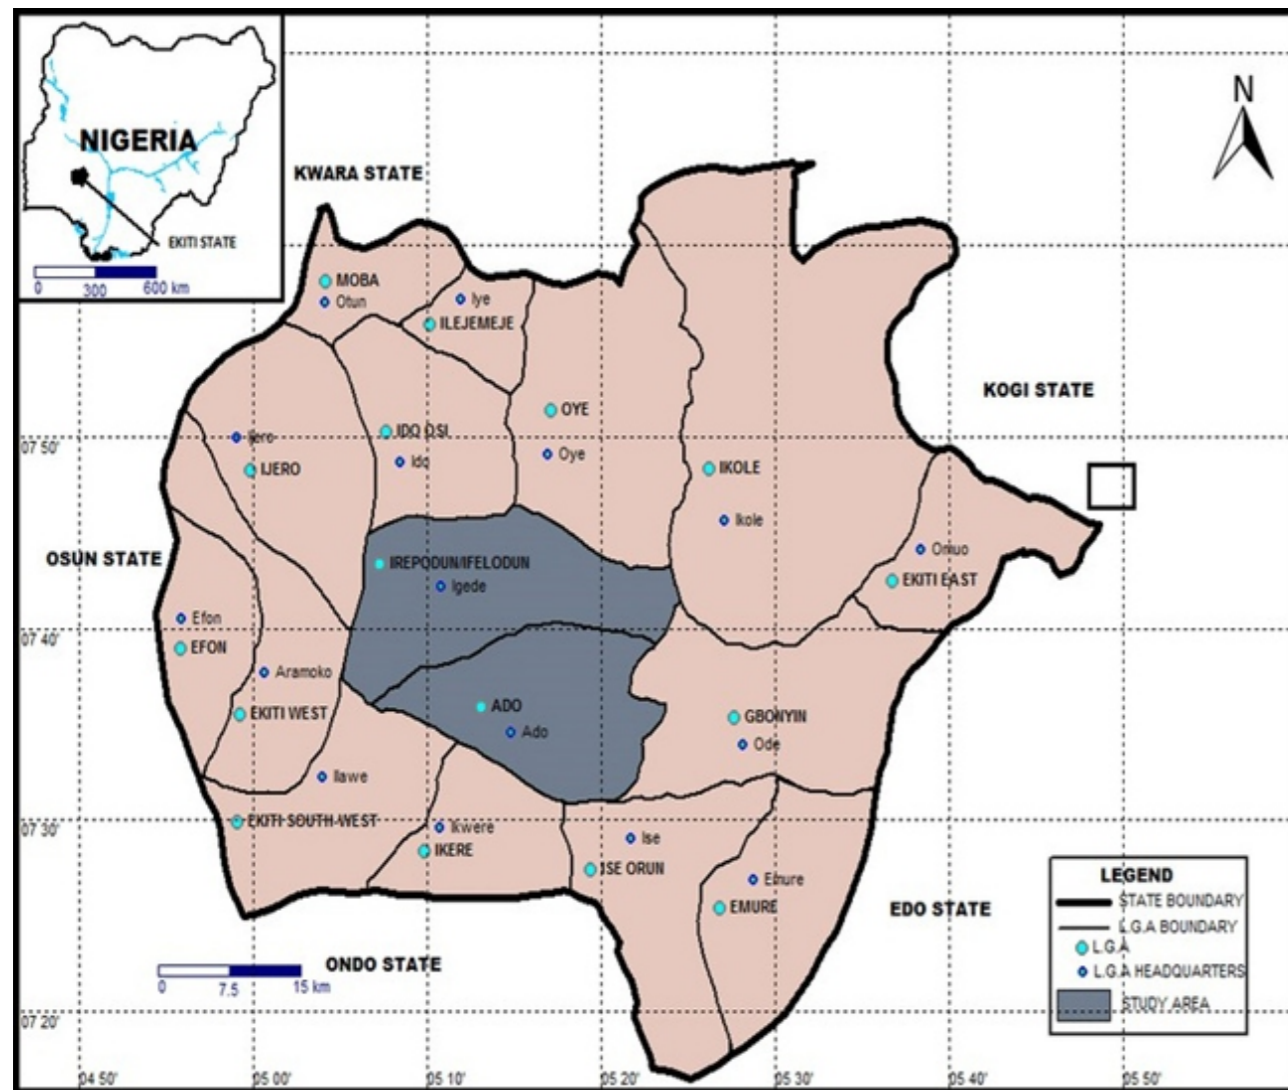 NIGERIA
EKITI STATE
0 300 600 km
N
KWARA STATE
MOBA
Otun
Iye
ILEJEMEJE
KOGI STATE
OYE
Oye
IDO OSI
Ido
Ijero
IJERO
IKOLE
Ikole
07 50'
OSUN STATE
IREPODUN/IFELODUN
Igede
Omuo
EKITI EAST
Efon
EFON
07 40'
Aramoko
EKITI WEST
ADO
Ado
GBONYIN
Ode
Ilawe
EKITI SOUTH-WEST
07 30'
Ikwere
IKERE
Ise
ISE ORUN
Emure
EMURE
EDO STATE
ONDO STATE
0 7.5 15 km
LEGEND
STATE BOUNDARY
L.G.A BOUNDARY
L.G.A
L.G.A HEADQUARTERS
STUDY AREA
07 20'
04 50' 05 00' 05 10' 05 20' 05 30' 05 40' 05 50'